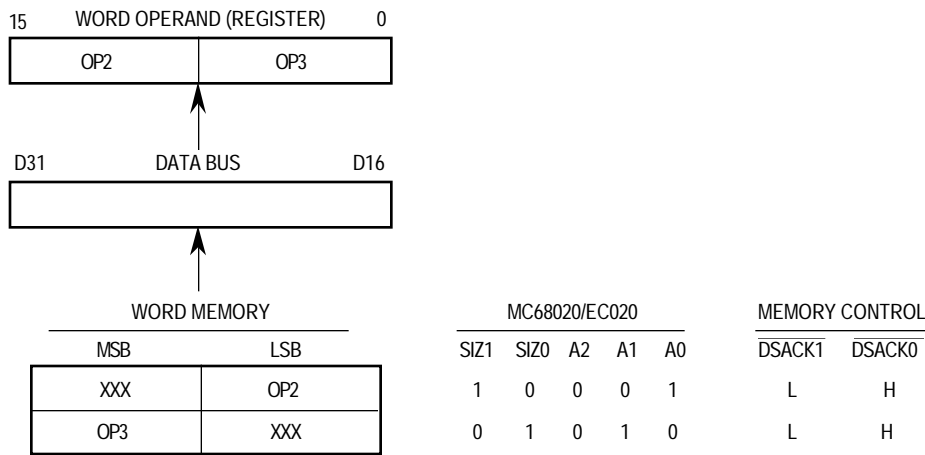 15 WORD OPERAND (REGISTER) 0
OP2 OP3
D31 DATA BUS D16
WORD MEMORY MC68020/EC020 MEMORY CONTROL
MSB LSB SIZ1 SIZ0 A2 A1 A0 DSACK1 DSACK0
XXX OP2 1 0 0 0 1 L H
OP3 XXX 0 1 0 1 0 L H